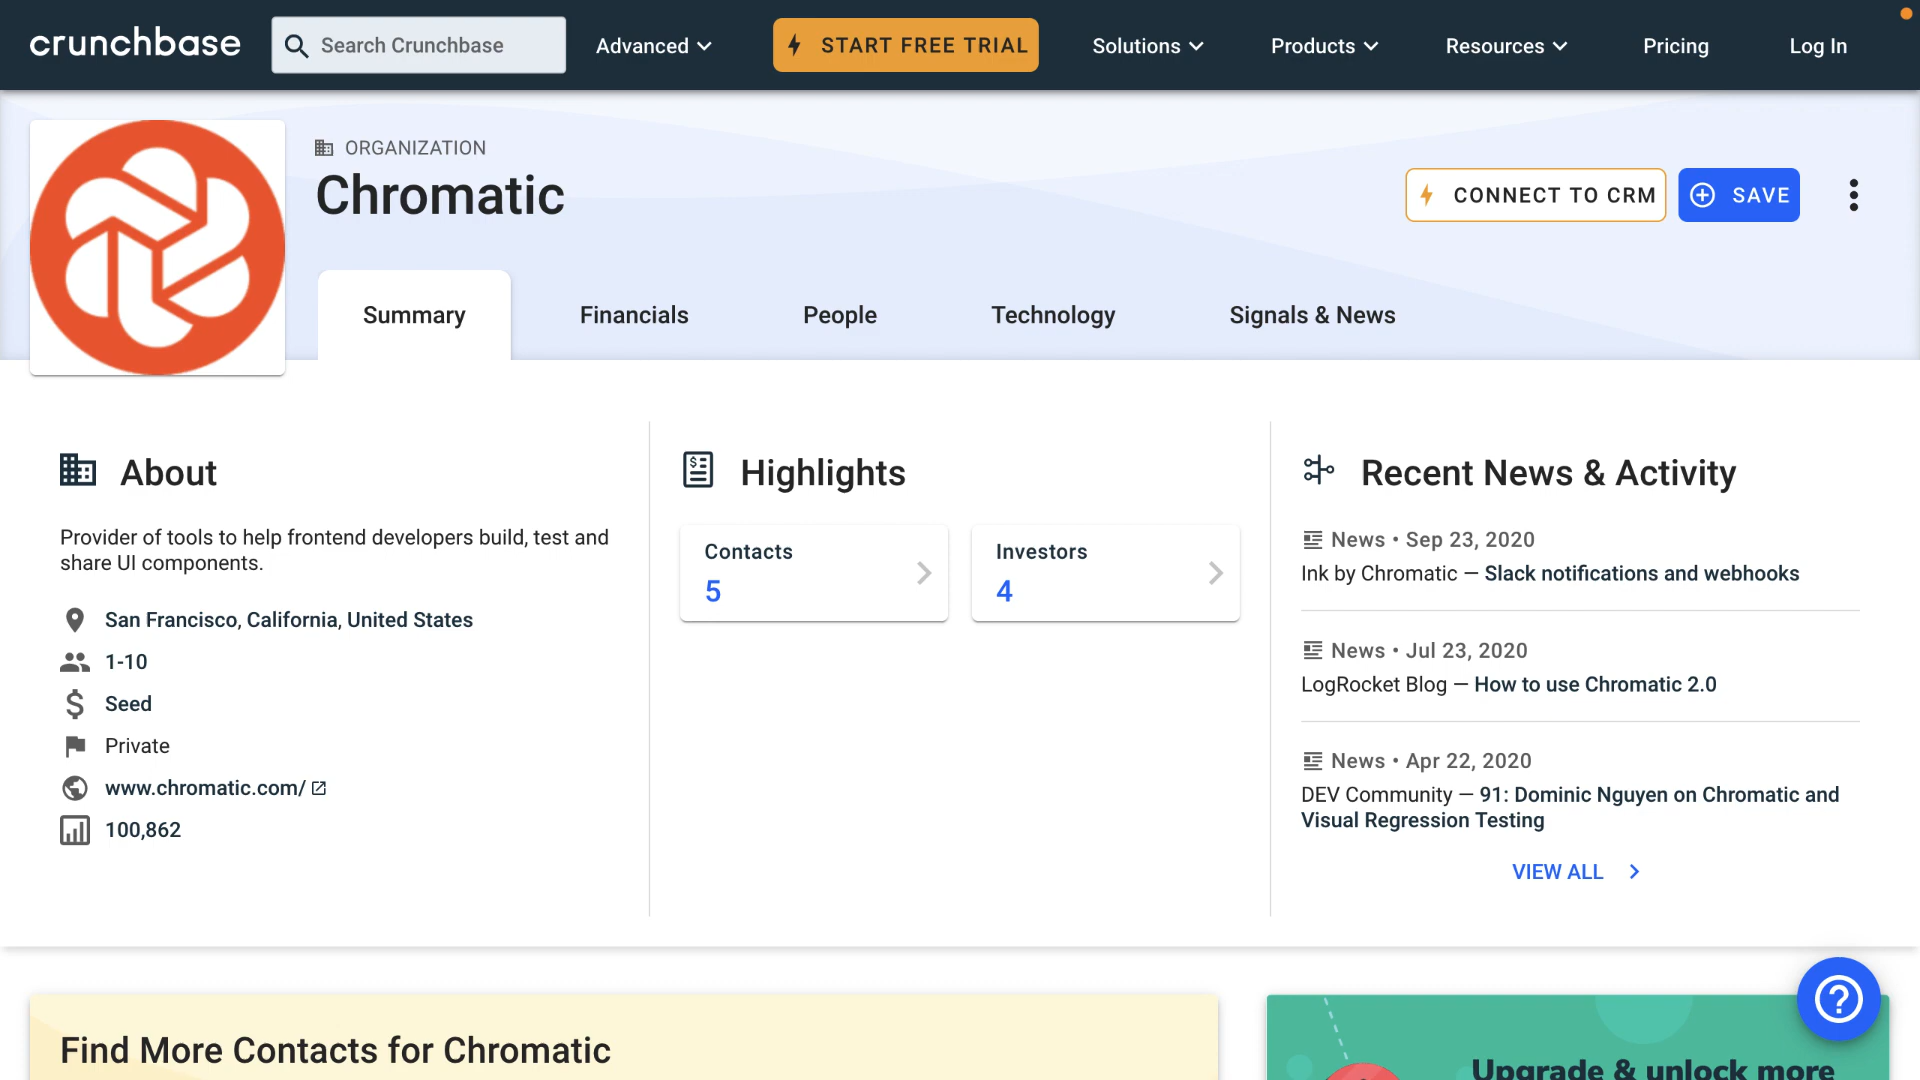 crunchbase
Search Crunchbase
Advanced
START FREE TRIAL
Solutions
Products
Resources
Pricing
Log In
ORGANIZATION
Chromatic
CONNECT TO CRM
SAVE
Summary
Financials
People
Technology
Signals & News
About
Provider of tools to help frontend developers build, test and
share UI components.
San Francisco, California, United States
1-10
Seed
Private
www.chromatic.com/
100,862
Highlights
Contacts
5
Investors
4
Recent News & Activity
News • Sep 23, 2020
Ink by Chromatic — Slack notifications and webhooks
News • Jul 23, 2020
LogRocket Blog — How to use Chromatic 2.0
News • Apr 22, 2020
DEV Community — 91: Dominic Nguyen on Chromatic and
Visual Regression Testing
VIEW ALL
Find More Contacts for Chromatic
Upgrade & unlock more